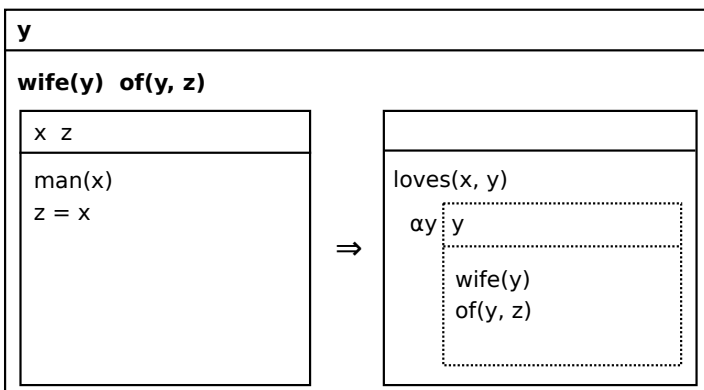 y
wife(y) of(y, z)
x z
man(x)
z = x
⇒
loves(x, y)
αy y
wife(y)
of(y, z)